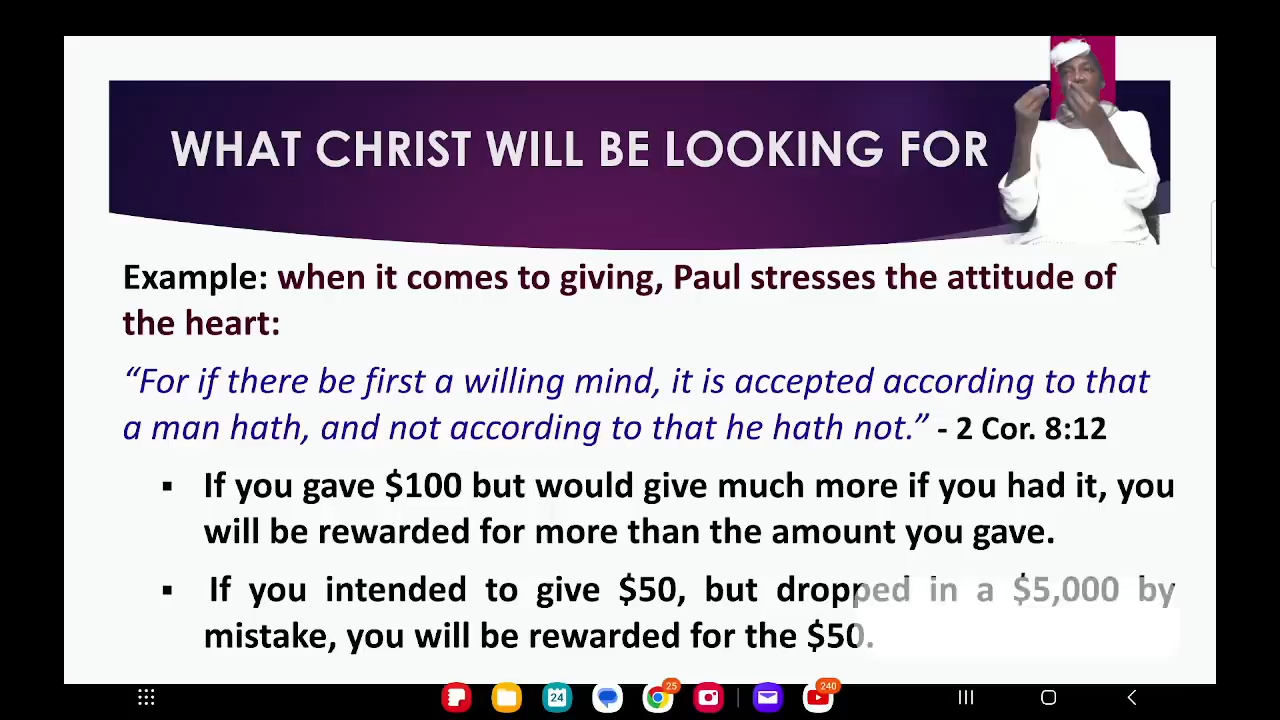 WHAT CHRIST WILL BE LOOKING FOR
Example: when it comes to giving, Paul stresses the attitude of
the heart:
“For if there be first a willing mind, it is accepted according to that
a man hath, and not according to that he hath not.” - 2 Cor. 8:12
▪ If you gave $100 but would give much more if you had it, you
will be rewarded for more than the amount you gave.
▪ If you intended to give $50, but dropped in a $5,000 by
mistake, you will be rewarded for the $50.
24
25
240